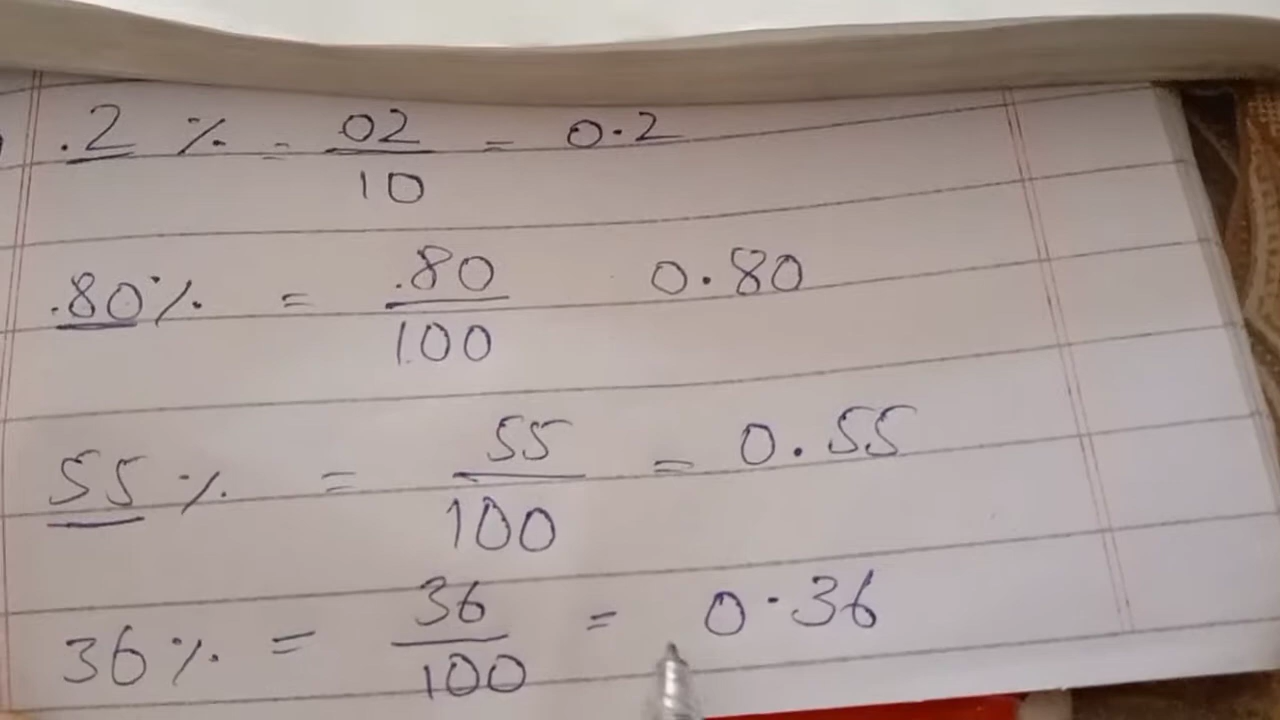 .2 % = 02/10 = 0.2
.80% = .80/100 0.80
55% = 55/100 = 0.55
36% = 36/100 = 0.36